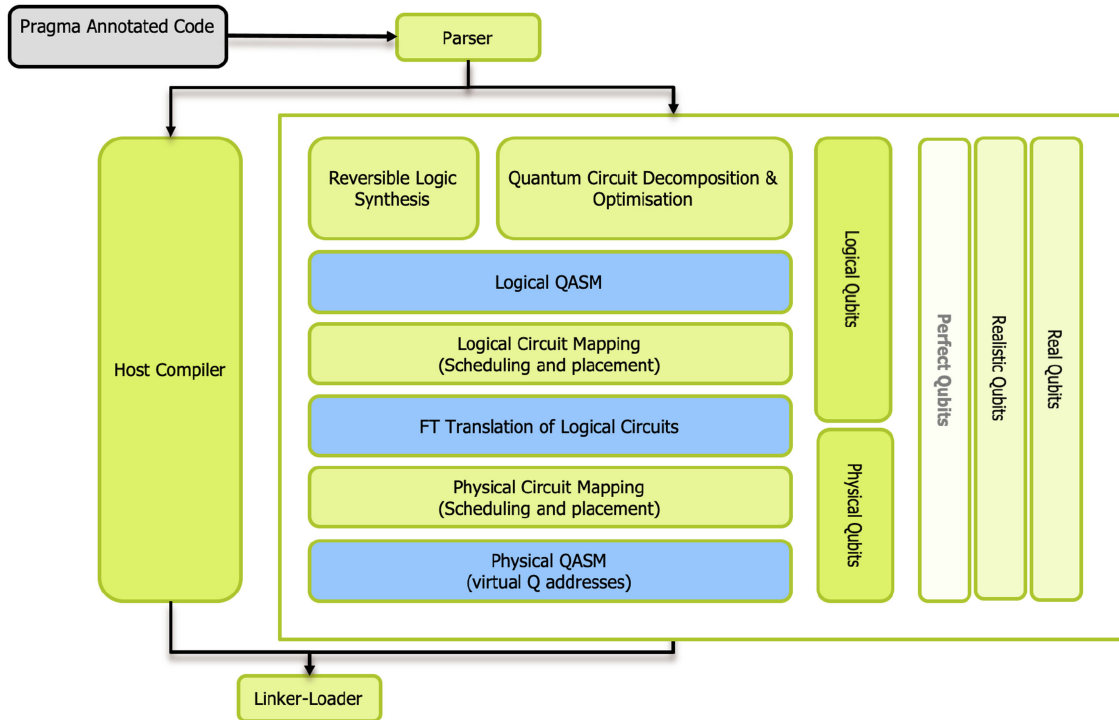 Pragma Annotated Code
Parser
Host Compiler
Reversible Logic
Synthesis
Quantum Circuit Decomposition &
Optimisation
Logical QASM
Logical Circuit Mapping
(Scheduling and placement)
FT Translation of Logical Circuits
Physical Circuit Mapping
(Scheduling and placement)
Physical QASM
(virtual Q addresses)
Logical Qubits
Physical Qubits
Perfect Qubits
Realistic Qubits
Real Qubits
Linker-Loader